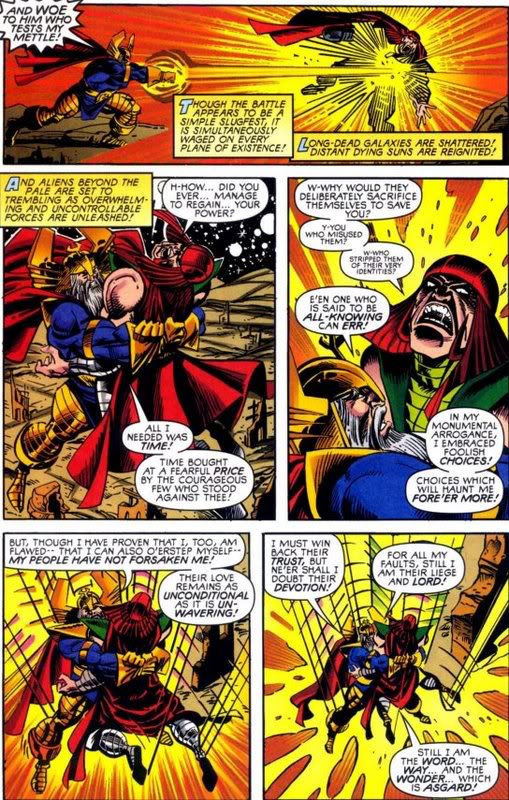 AND WOE
TO HIM WHO
TESTS MY
METTLE!
THOUGH THE BATTLE
APPEARS TO BE A
SIMPLE SLUGFEST, IT
IS SIMULTANEOUSLY
WAGED ON EVERY
PLANE OF EXISTENCE!
LONG-DEAD GALAXIES ARE SHATTERED!
DISTANT DYING SUNS ARE REIGNITED!
AND ALIENS BEYOND THE
PALE ARE SET TO
TREMBLING AS OVERWHELM-
ING AND UNCONTROLLABLE
FORCES ARE UNLEASHED!
H-HOW... DID YOU
EVER... MANAGE
TO REGAIN... YOUR
POWER?
ALL I
NEEDED WAS
TIME!
TIME BOUGHT
AT A FEARFUL PRICE
BY THE COURAGEOUS
FEW WHO STOOD
AGAINST THEE!
W-WHY WOULD THEY
DELIBERATELY SACRIFICE
THEMSELVES TO SAVE
YOU?
Y-YOU
WHO MISUSED
THEM?
W-WHO
STRIPPED THEM
OF THEIR VERY
IDENTITIES?
E'EN ONE WHO
IS SAID TO BE
ALL-KNOWING
CAN ERR!
IN MY
MONUMENTAL
ARROGANCE,
I EMBRACED
FOOLISH
CHOICES!
CHOICES WHICH
WILL HAUNT ME
FORE'ER MORE!
BUT, THOUGH I HAVE PROVEN THAT I, TOO, AM
FLAWED-- THAT I CAN ALSO O'ERSTEP MYSELF--
MY PEOPLE HAVE NOT FORSAKEN ME!
THEIR LOVE
REMAINS AS
UNCONDITIONAL
AS IT IS UN-
WAVERING!
I MUST WIN
BACK THEIR
TRUST, BUT
NE'ER SHALL I
DOUBT THEIR
DEVOTION!
FOR ALL MY
FAULTS, STILL I
AM THEIR LIEGE
AND LORD!
STILL I AM
THE WORD... THE
WAY... AND THE
WONDER... WHICH
IS ASGARD!